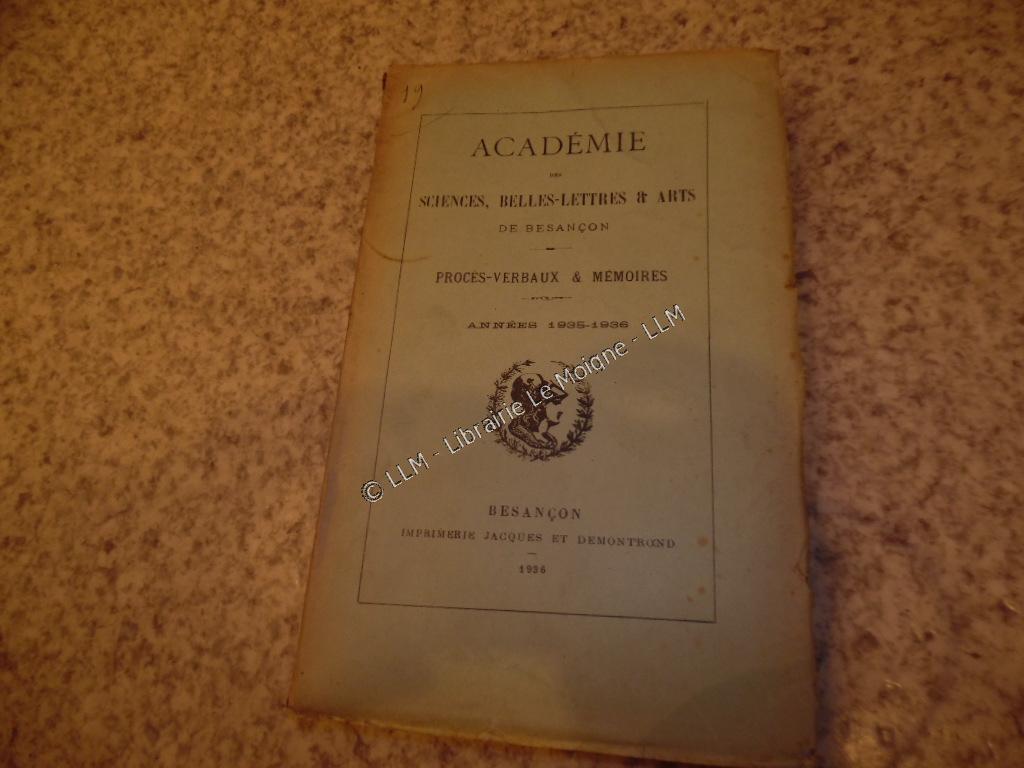 19
ACADÉMIE
DES
SCIENCES, BELLES-LETTRES & ARTS
DE BESANÇON
PROCÈS-VERBAUX & MÉMOIRES
ANNÉES 1935-1936
© LLM - Librairie Le Moigne - LLM
BESANÇON
IMPRIMERIE JACQUES ET DEMONTROND
1936